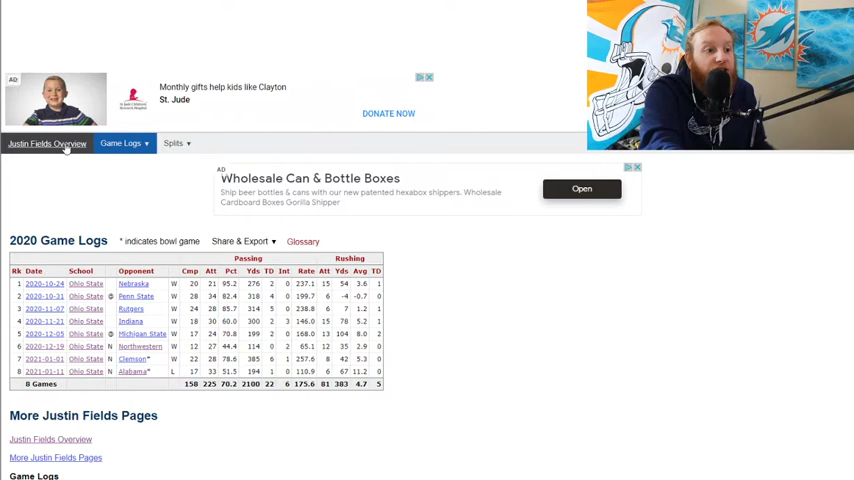 AD
Monthly gifts help kids like Clayton
St. Jude
St. Jude
DONATE NOW
Justin Fields Overview Game Logs ▼ Splits ▼
AD
Wholesale Can & Bottle Boxes
Ship beer bottles & cans with our new patented hexabox shippers. Wholesale
Cardboard Boxes Gorilla Shipper
Open
2020 Game Logs * indicates bowl game Share & Export ▼ Glossary
Passing Rushing
Rk Date School Opponent Cmp Att Pct Yds TD Int Rate Att Yds Avg TD
1 2020-10-24 Ohio State Nebraska W 20 21 95.2 276 2 0 237.1 15 54 3.6 1
2 2020-10-31 Ohio State @ Penn State W 28 34 82.4 318 4 0 199.7 6 -4 -0.7 0
3 2020-11-07 Ohio State Rutgers W 24 28 85.7 314 5 0 238.8 6 7 1.2 1
4 2020-11-21 Ohio State Indiana W 18 30 60.0 300 2 3 146.0 15 78 5.2 1
5 2020-12-05 Ohio State @ Michigan State W 17 24 70.8 199 2 0 168.0 13 104 8.0 2
6 2020-12-19 Ohio State N Northwestern W 12 27 44.4 114 0 2 65.1 12 35 2.9 0
7 2021-01-01 Ohio State N Clemson* W 22 28 78.6 385 6 1 257.6 8 42 5.3 0
8 2021-01-11 Ohio State N Alabama* L 17 33 51.5 194 1 0 110.9 6 67 11.2 0
8 Games 158 225 70.2 2100 22 6 175.6 81 383 4.7 5
More Justin Fields Pages
Justin Fields Overview
More Justin Fields Pages
Game Logs